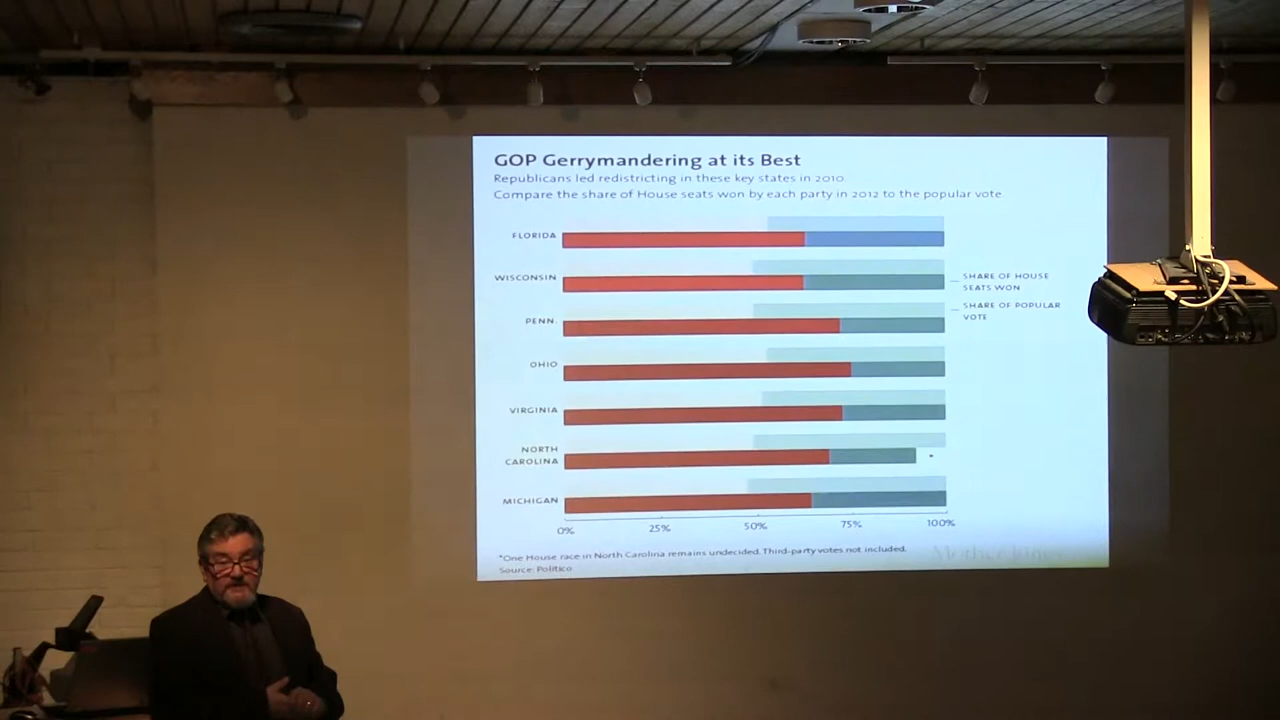 GOP Gerrymandering at its Best
Republicans led redistricting in these key states in 2010.
Compare the share of House seats won by each party in 2012 to the popular vote.
FLORIDA
WISCONSIN
PENN.
OHIO
VIRGINIA
NORTH
CAROLINA
MICHIGAN
SHARE OF HOUSE
SEATS WON
SHARE OF POPULAR
VOTE
*
0%
25%
50%
75%
100%
*One House race in North Carolina remains undecided. Third-party votes not included.
Source: Politico
Mother Jones